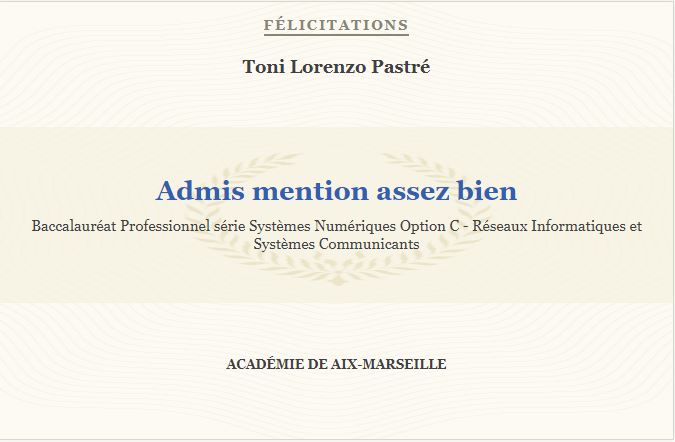 FÉLICITATIONS
Toni Lorenzo Pastré
Admis mention assez bien
Baccalauréat Professionnel série Systèmes Numériques Option C - Réseaux Informatiques et
Systèmes Communicants
ACADÉMIE DE AIX-MARSEILLE